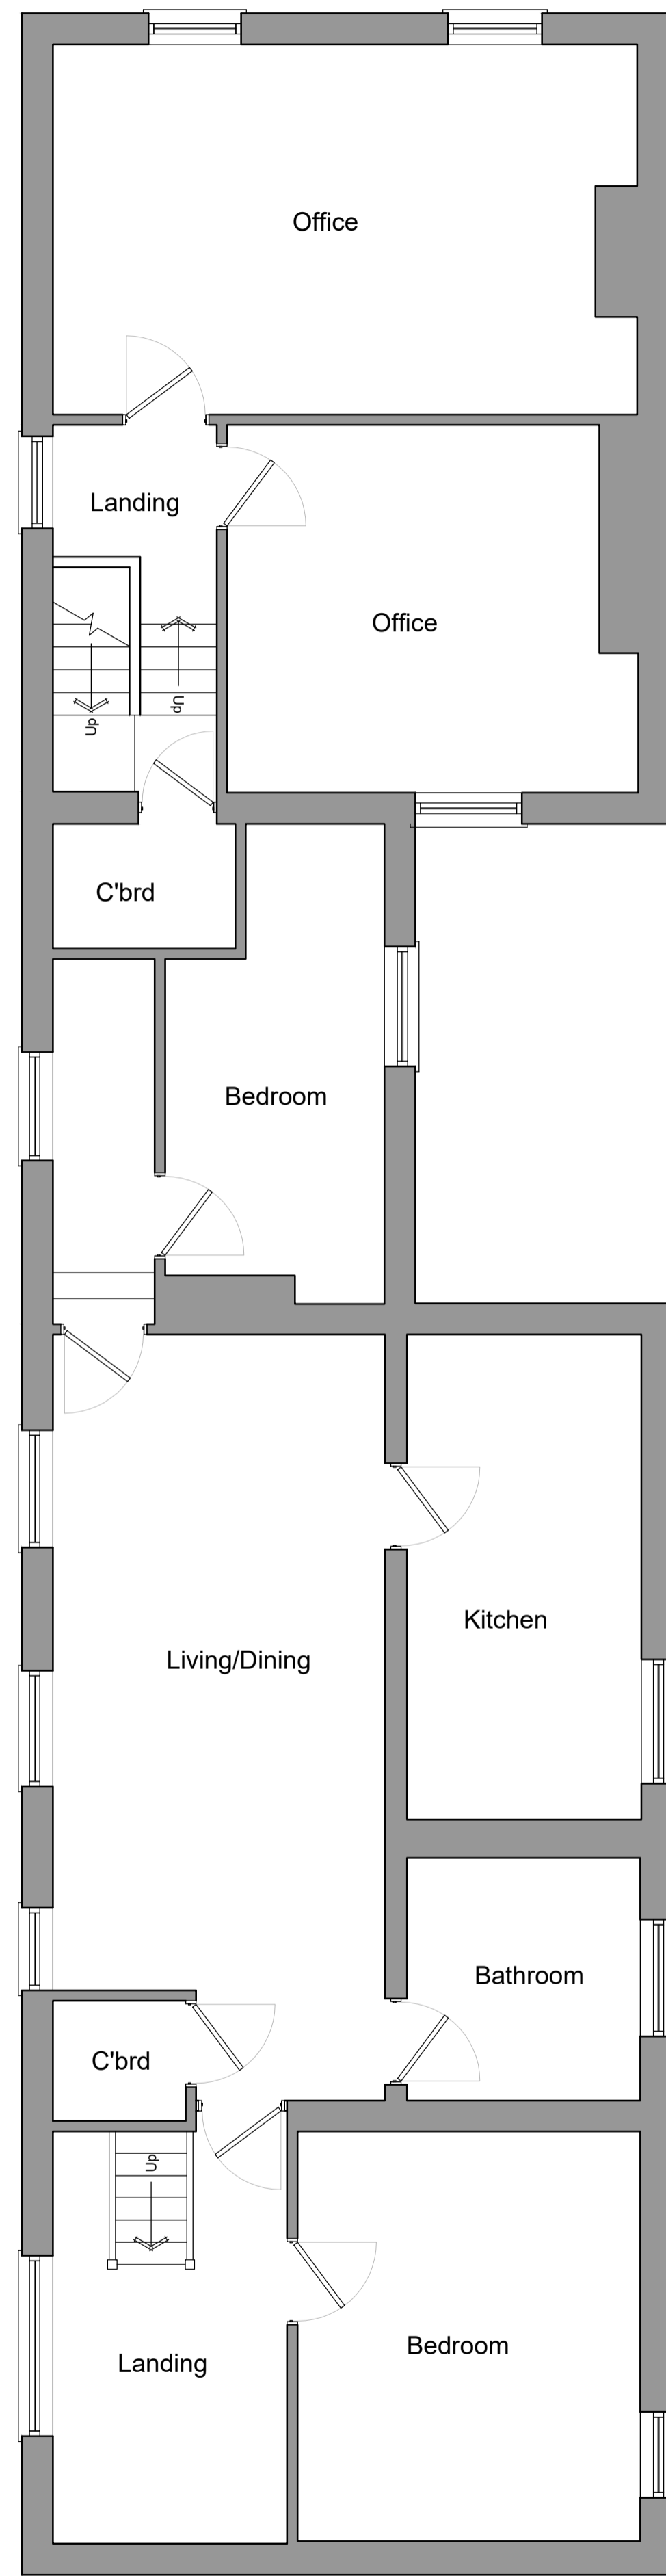 Office
Landing
Office
Up
Up
C'brd
Bedroom
Kitchen
Living/Dining
Bathroom
C'brd
Up
Bedroom
Landing